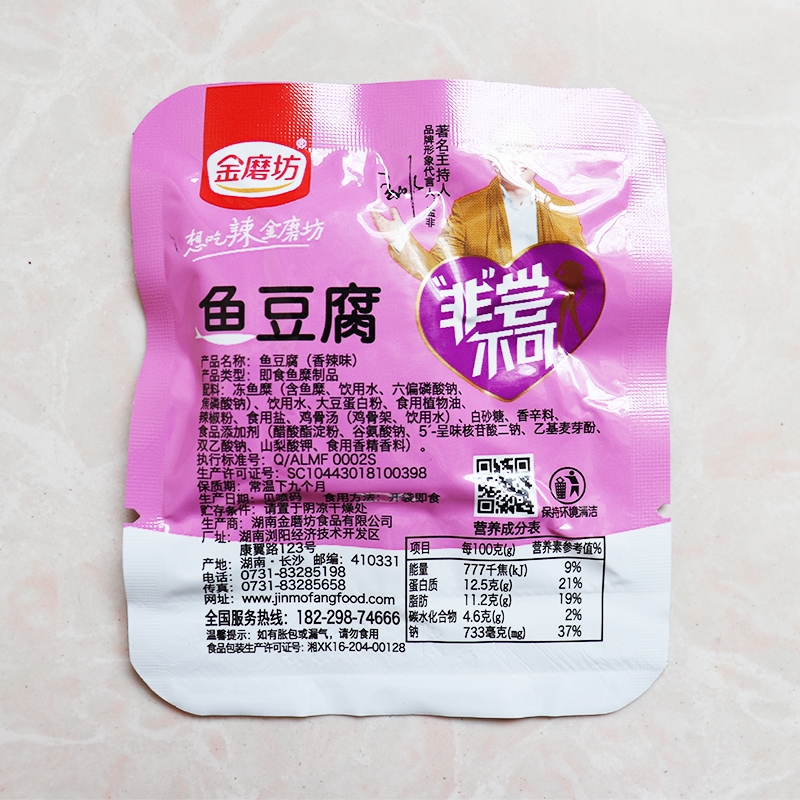 金磨坊
®
想吃辣金磨坊
著名主持人
品牌形象代言人
非
"非"尝
不可
鱼豆腐
产品名称：鱼豆腐（香辣味）
产品类型：即食鱼糜制品
配料：冻鱼糜（含鱼糜、饮用水、六偏磷酸钠、
焦磷酸钠）、饮用水、大豆蛋白粉、食用植物油、
辣椒粉、食用盐、鸡骨汤（鸡骨架、饮用水）、白砂糖、香辛料、
食品添加剂（醋酸酯淀粉、谷氨酸钠、5'-呈味核苷酸二钠、乙基麦芽酚、
双乙酸钠、山梨酸钾、食用香精香料）。
执行标准号：Q/ALMF 0002S
生产许可证号：SC10443018100398
保质期：常温下九个月
生产日期：见喷码 食用方法：开袋即食
贮存条件：请置于阴凉干燥处
生产商：湖南金磨坊食品有限公司
厂址：湖南浏阳经济技术开发区
康翼路123号
产地：湖南·长沙 邮编：410331
电话：0731-83285198
传真：0731-83285658
网址：www.jinmofangfood.com
全国服务热线：182-298-74666
温馨提示：如有胀包或漏气，请勿食用
食品包装生产许可证号：湘XK16-204-00128
保持环境清洁
营养成分表
项目 每100克(g) 营养素参考值%
能量 777千焦(kJ) 9%
蛋白质 12.5克(g) 21%
脂肪 11.2克(g) 19%
碳水化合物 4.6克(g) 2%
钠 733毫克(mg) 37%